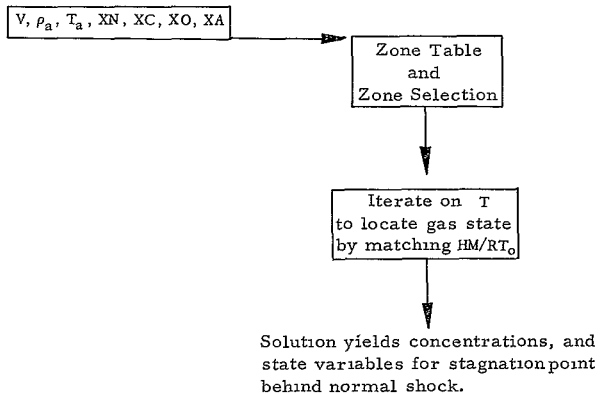 V, ρₐ, Tₐ, XN, XC, XO, XA
Zone Table
and
Zone Selection
Iterate on T
to locate gas state
by matching HM/RTₒ
Solution yields concentrations, and
state variables for stagnation point
behind normal shock.